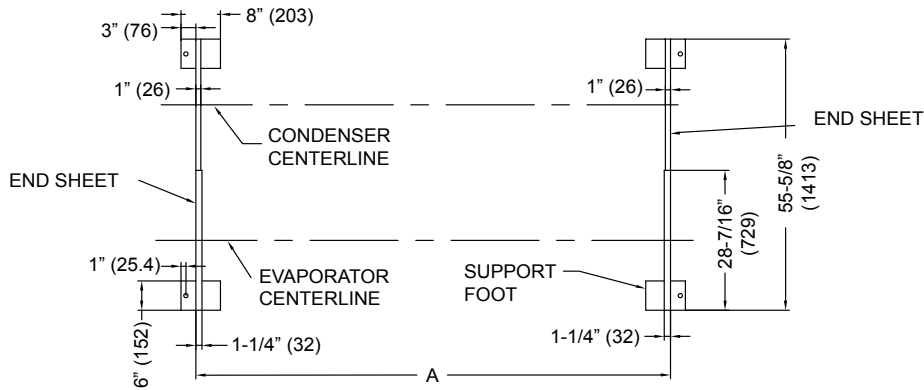 8” (203)
3” (76)
1” (26)
1” (26)
CONDENSER
CENTERLINE
END SHEET
END SHEET
55-5/8”
(1413)
28-7/16”
(729)
1” (25.4)
EVAPORATOR
CENTERLINE
SUPPORT
FOOT
6” (152)
1-1/4” (32)
1-1/4” (32)
A